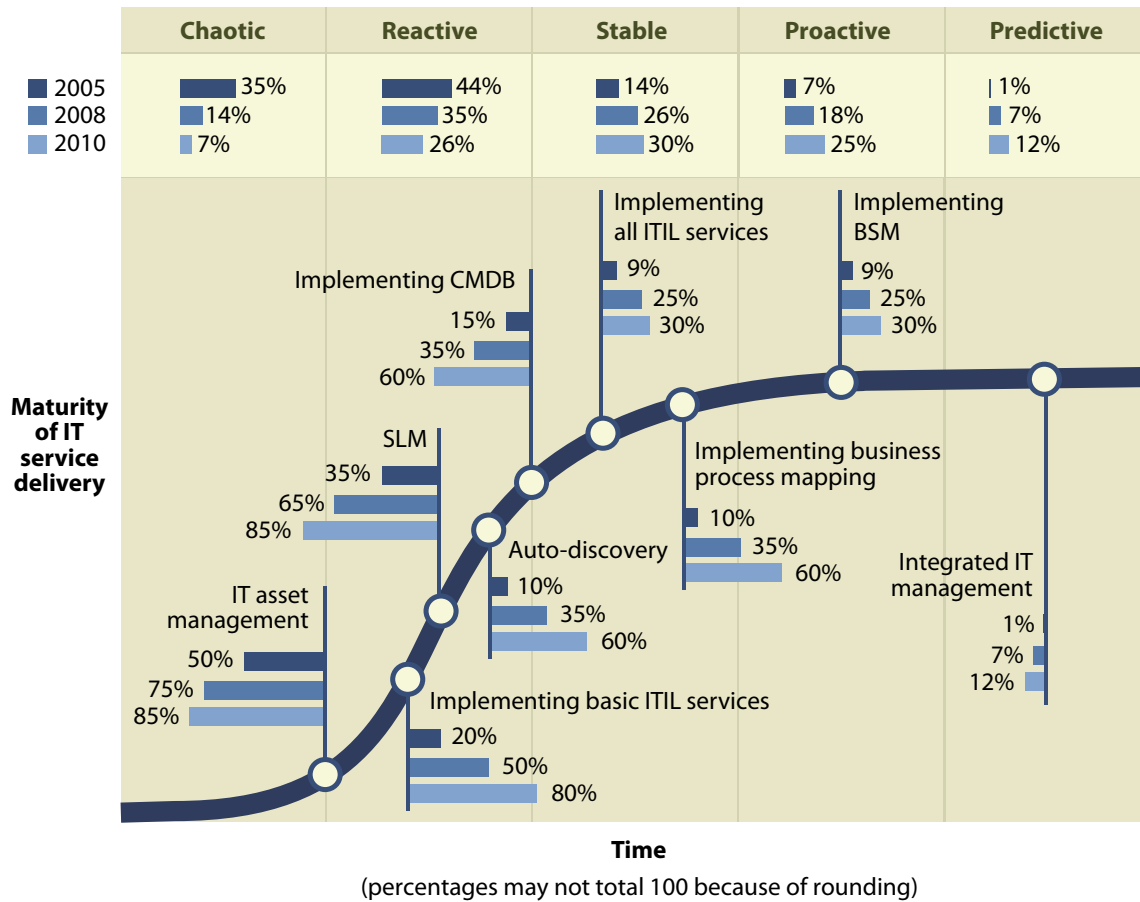 Chaotic
Reactive
Stable
Proactive
Predictive
2005
35%
44%
14%
7%
1%
2008
14%
35%
26%
18%
7%
2010
7%
26%
30%
25%
12%
Implementing
all ITIL services
9%
25%
30%
Implementing
BSM
9%
25%
30%
Implementing CMDB
15%
35%
60%
Maturity
of IT
service
delivery
SLM
35%
65%
85%
Implementing business
process mapping
10%
35%
60%
Auto-discovery
10%
35%
60%
Integrated IT
management
1%
7%
12%
IT asset
management
50%
75%
85%
Implementing basic ITIL services
20%
50%
80%
Time
(percentages may not total 100 because of rounding)